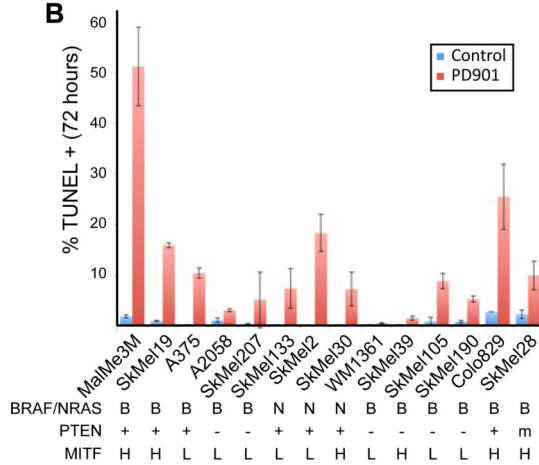 B
% TUNEL + (72 hours)
60
50
40
30
20
10
Control
PD901
MalMe3M
SkMel19
A375
A2058
SkMel207
SkMel133
SkMel2
SkMel30
WM1361
SkMel39
SkMel105
SkMel190
Colo829
SkMel28
BRAF/NRAS B B B B B N N N B B B B B B
PTEN + + + - - + + + - - - - + m
MITF H H L L L L L H L H L L H H